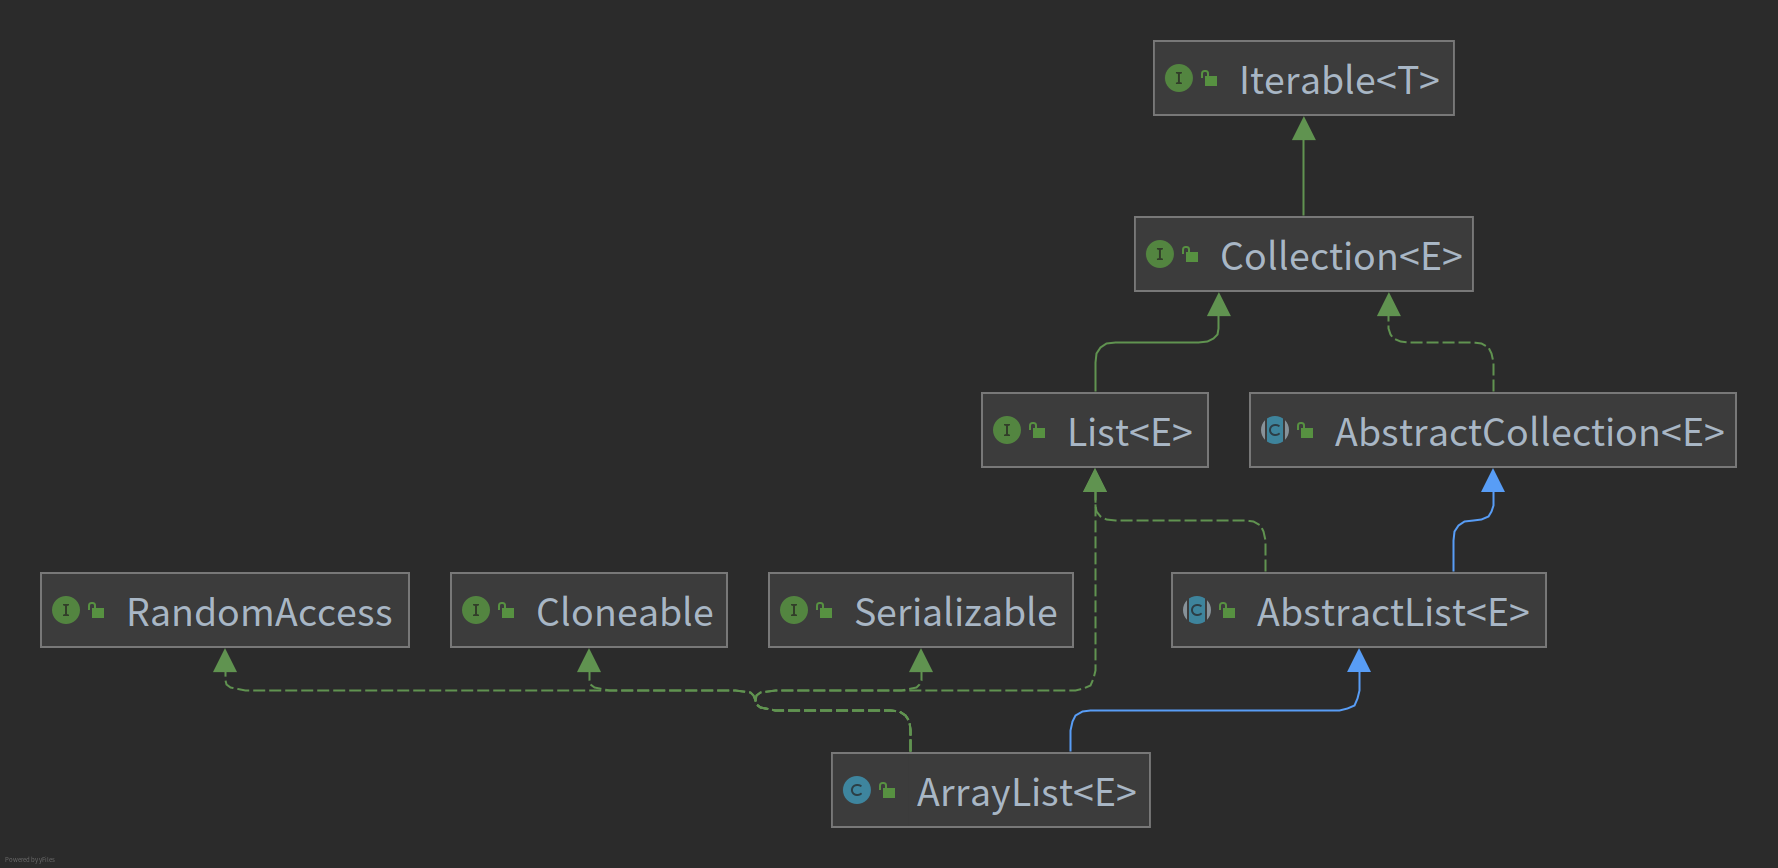 Iterable<T>
Collection<E>
List<E>
AbstractCollection<E>
RandomAccess
Cloneable
Serializable
AbstractList<E>
ArrayList<E>
Powered by yFiles